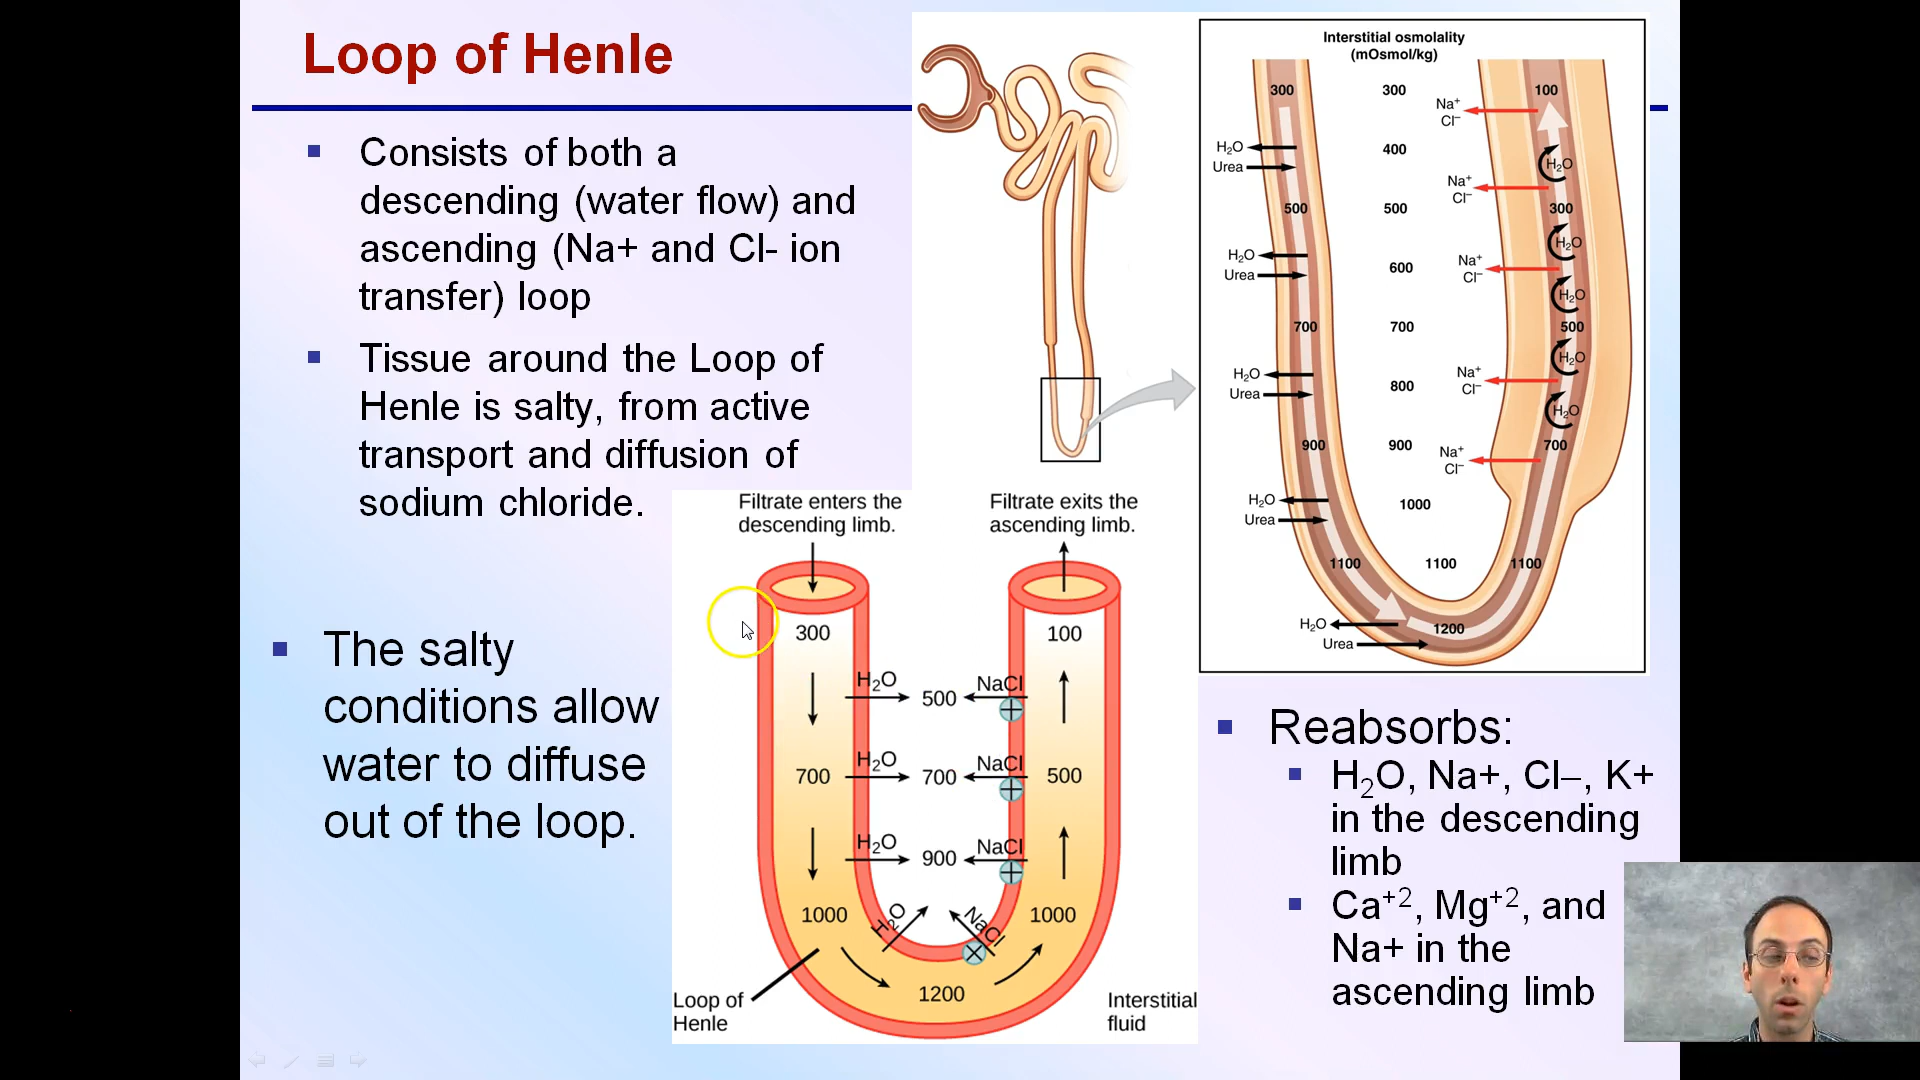 Loop of Henle
Consists of both a
descending (water flow) and
ascending (Na+ and Cl- ion
transfer) loop
Tissue around the Loop of
Henle is salty, from active
transport and diffusion of
sodium chloride.
The salty
conditions allow
water to diffuse
out of the loop.
Filtrate enters the
descending limb.
Filtrate exits the
ascending limb.
300
100
H₂O
500
NaCl
H₂O
NaCl
700
700
500
H₂O
NaCl
900
1000
H₂O
NaCl
1000
1200
Loop of
Henle
Interstitial
fluid
Interstitial osmolality
(mOsmol/kg)
300
300
100
Na⁺
Cl⁻
H₂O
Urea
400
H₂O
Na⁺
Cl⁻
500
500
300
H₂O
H₂O
Urea
600
Na⁺
Cl⁻
H₂O
700
700
500
H₂O
H₂O
Urea
800
Na⁺
Cl⁻
H₂O
900
900
700
Na⁺
Cl⁻
H₂O
Urea
1000
1100
1100
1100
H₂O
Urea
1200
Reabsorbs:
H₂O, Na+, Cl–, K+
in the descending
limb
Ca⁺², Mg⁺², and
Na+ in the
ascending limb